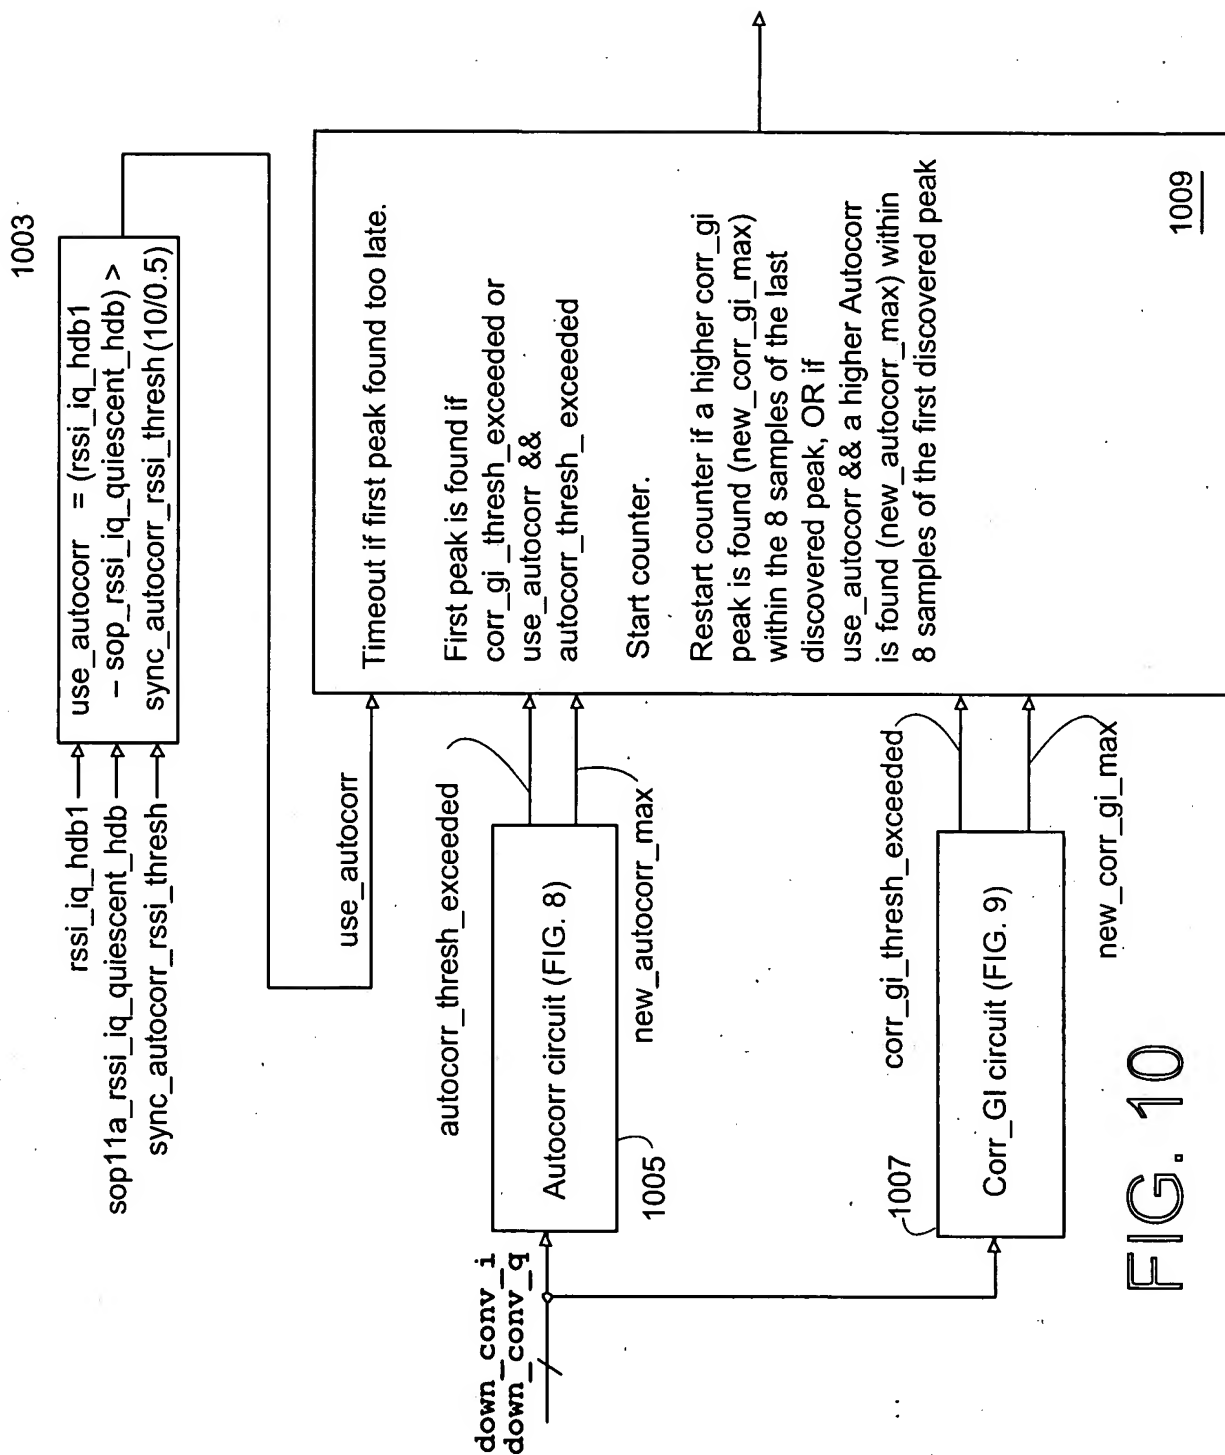 1003
use_autocorr = (rssi_iq_hdb1
– sop_rssi_iq_quiescent_hdb) >
sync_autocorr_rssi_thresh (10/0.5)
rssi_iq_hdb1
sop11a_rssi_iq_quiescent_hdb
sync_autocorr_rssi_thresh
use_autocorr
Timeout if first peak found too late.
First peak is found if
corr_gi_thresh_exceeded or
use_autocorr &&
autocorr_thresh_exceeded
Start counter.
Restart counter if a higher corr_gi
peak is found (new_corr_gi_max)
within the 8 samples of the last
discovered peak, OR if
use_autocorr && a higher Autocorr
is found (new_autocorr_max) within
8 samples of the first discovered peak
1009
autocorr_thresh_exceeded
Autocorr circuit (FIG. 8)
new_autocorr_max
1005
down_conv_i
down_conv_q
corr_gi_thresh_exceeded
1007
Corr_GI circuit (FIG. 9)
new_corr_gi_max
FIG. 10